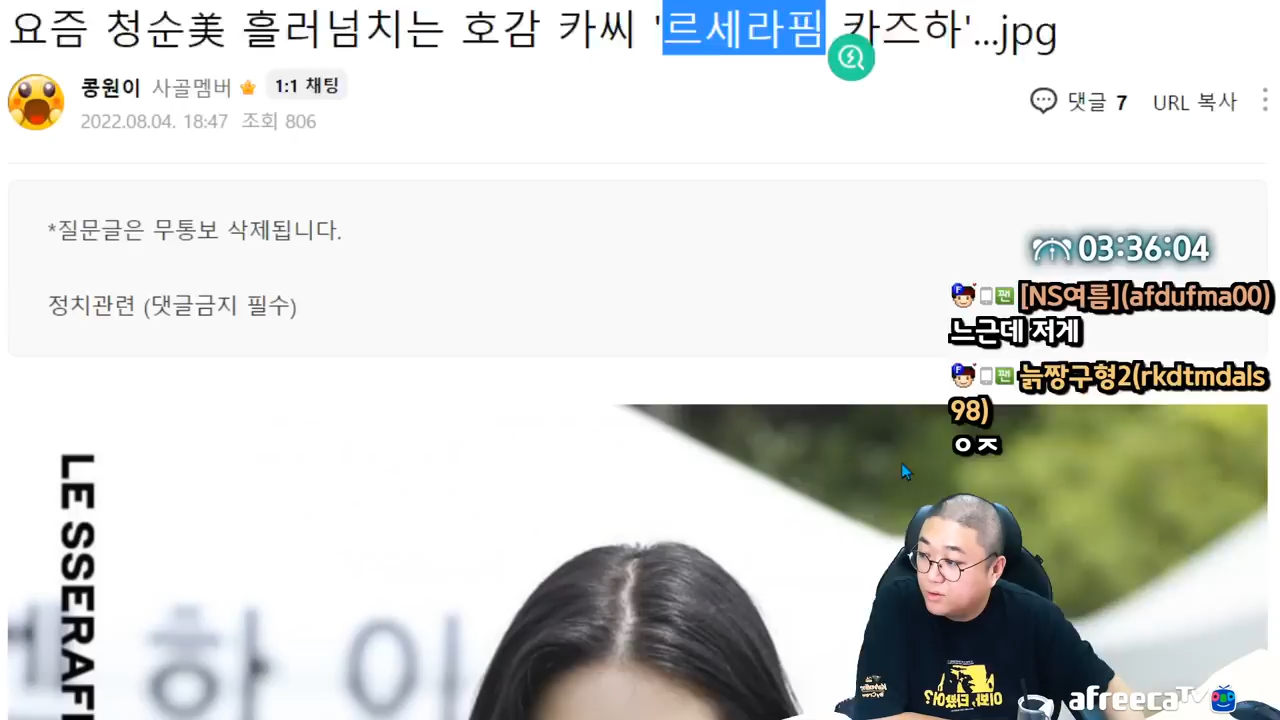 요즘 청순美 흘러넘치는 호감 카씨 '르세라핌 카즈하'...jpg
콩원이 사골멤버 1:1 채팅
2022.08.04. 18:47 조회 806
댓글 7 URL 복사
*질문글은 무통보 삭제됩니다.
정치관련 (댓글금지 필수)
03:36:04
[NS여름](afdufma00)
느근데 저게
늙짱구형2(rkdtmdals
98)
ㅇㅈ
LE SSERAFI
하 이
afreecaTV